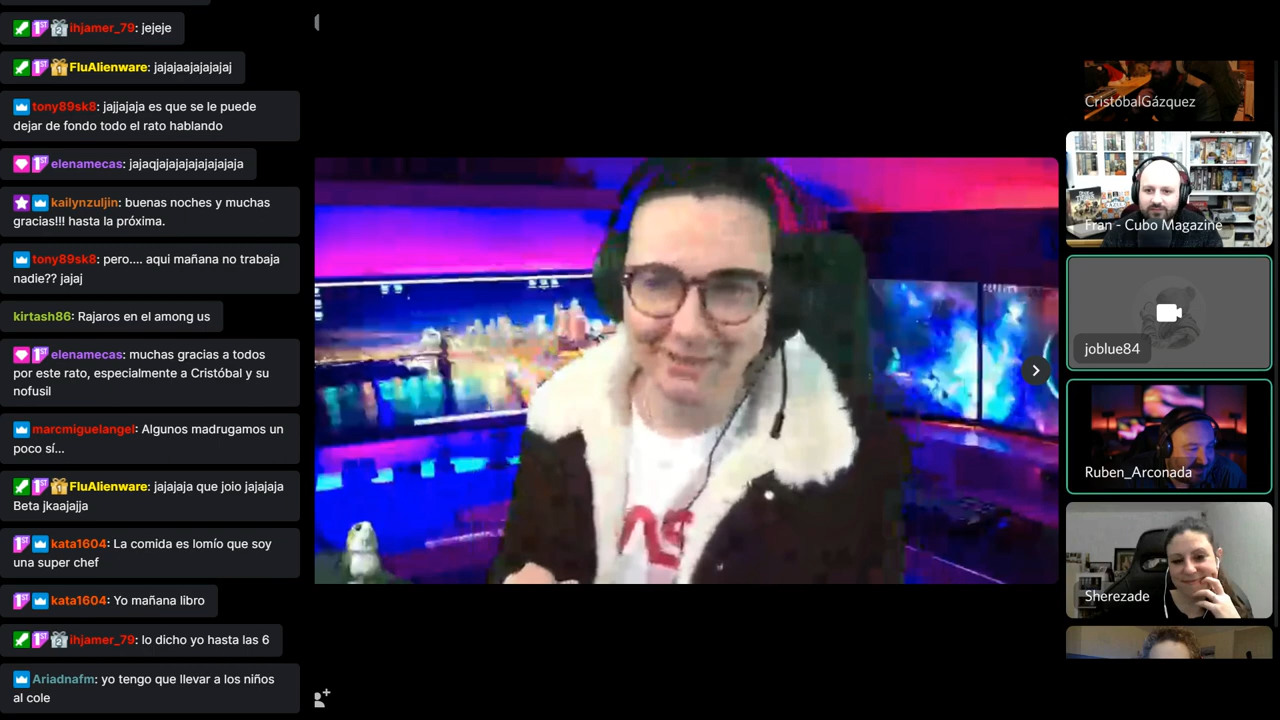 ihjamer_79: jejeje
FluAlienware: jajajaajajajajaj
tony89sk8: jajjajaja es que se le puede
dejar de fondo todo el rato hablando
elenamecas: jajaqjajajajajajajaja
kailynzuljin: buenas noches y muchas
gracias!!! hasta la próxima.
tony89sk8: pero.... aqui mañana no trabaja
nadie?? jajaj
kirtash86: Rajaros en el among us
elenamecas: muchas gracias a todos
por este rato, especialmente a Cristóbal y su
nofusil
marcmiguelangel: Algunos madrugamos un
poco sí...
FluAlienware: jajajaja que joio jajajaja
Beta jkaajajja
kata1604: La comida es lomío que soy
una super chef
kata1604: Yo mañana libro
ihjamer_79: lo dicho yo hasta las 6
Ariadnafm: yo tengo que llevar a los niños
al cole
CristóbalGázquez
Fran - Cubo Magazine
joblue84
Ruben_Arconada
Sherezade